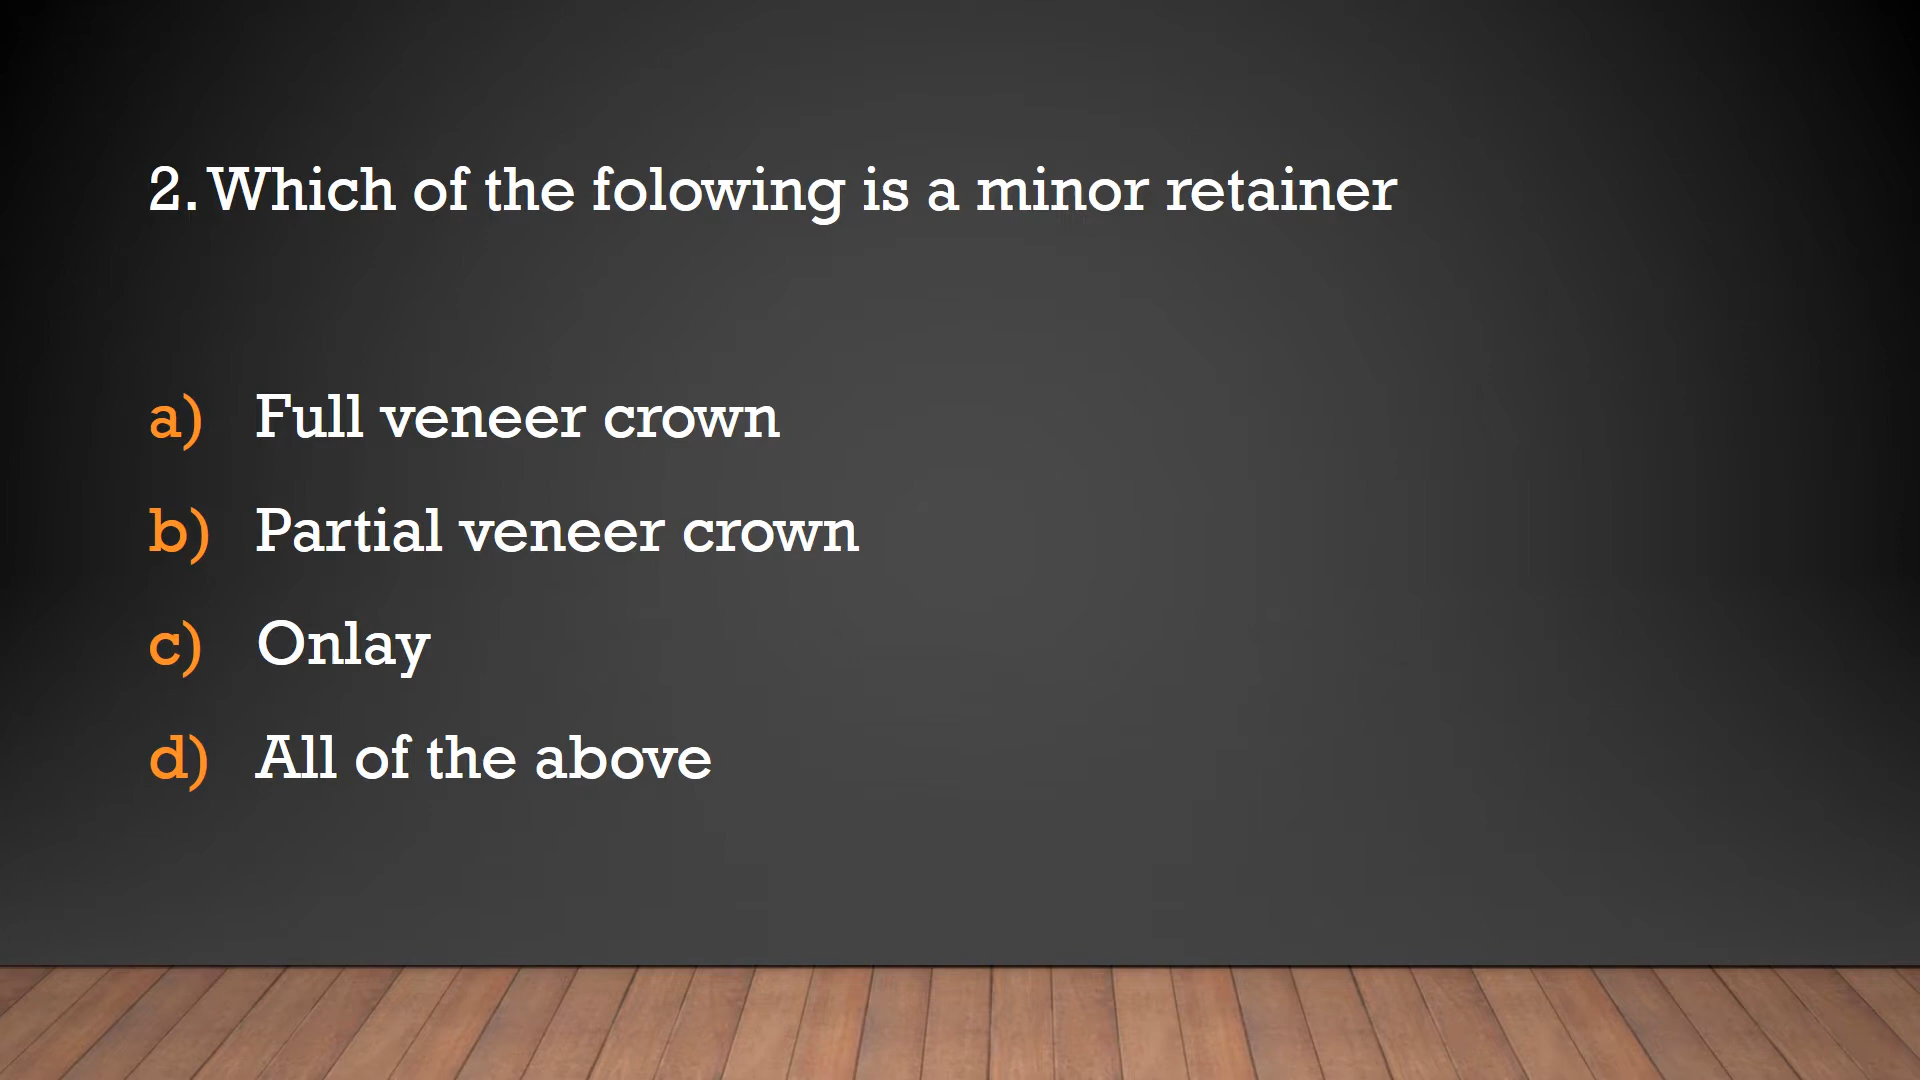 2. Which of the folowing is a minor retainer
a) Full veneer crown
b) Partial veneer crown
c) Onlay
d) All of the above